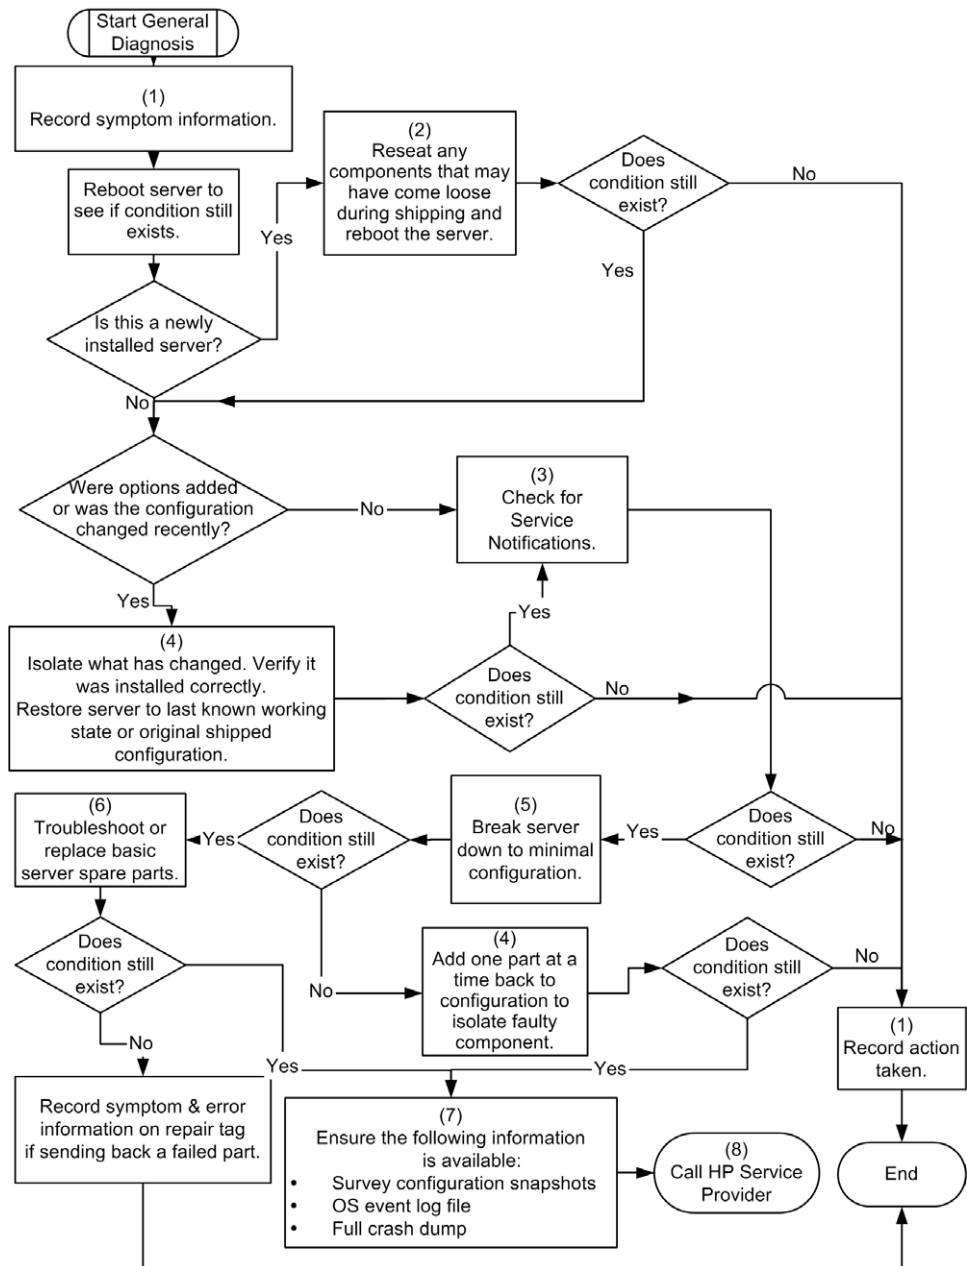 Start General
Diagnosis
(1)
Record symptom information.
Reboot server to
see if condition still
exists.
Is this a newly
installed server?
Yes
No
(2)
Reseat any
components that may
have come loose
during shipping and
reboot the server.
Does
condition still
exist?
No
Yes
Were options added
or was the configuration
changed recently?
No
Yes
(3)
Check for
Service
Notifications.
(4)
Isolate what has changed. Verify it
was installed correctly.
Restore server to last known working
state or original shipped
configuration.
Does
condition still
exist?
Yes
No
Does
condition still
exist?
No
Yes
(5)
Break server
down to minimal
configuration.
Does
condition still
exist?
Yes
No
(6)
Troubleshoot or
replace basic
server spare parts.
Does
condition still
exist?
No
Yes
(4)
Add one part at a
time back to
configuration to
isolate faulty
component.
Does
condition still
exist?
No
Yes
(1)
Record action
taken.
Record symptom & error
information on repair tag
if sending back a failed part.
(7)
Ensure the following information
is available:
• Survey configuration snapshots
• OS event log file
• Full crash dump
(8)
Call HP Service
Provider
End